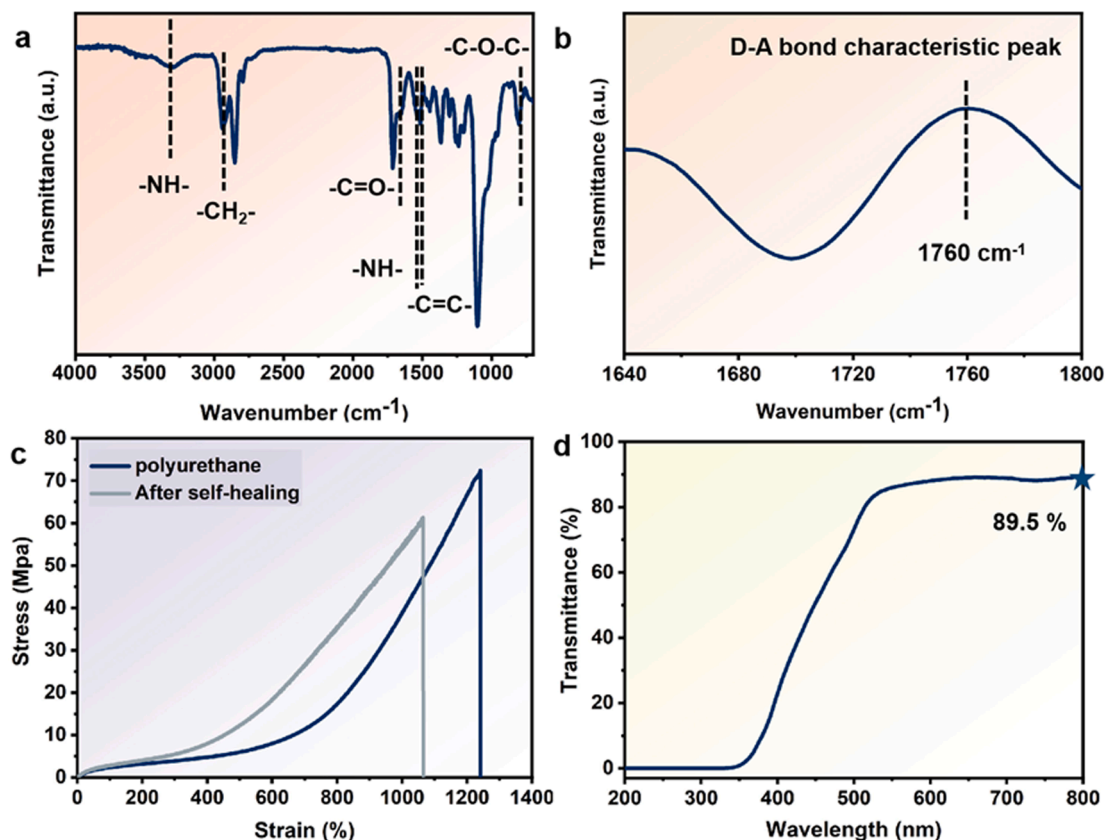 a
-C-O-C-
-NH-
-CH2-
-C=O-
-NH-
-C=C-
Transmittance (a.u.)
4000 3500 3000 2500 2000 1500 1000
Wavenumber (cm-1)
b
D-A bond characteristic peak
1760 cm-1
Transmittance (a.u.)
1640 1680 1720 1760 1800
Wavenumber (cm-1)
c
polyurethane
After self-healing
Stress (Mpa)
80
70
60
50
40
30
20
10
0
0 200 400 600 800 1000 1200 1400
Strain (%)
d
89.5 %
Transmittance (%)
100
80
60
40
20
0
200 300 400 500 600 700 800
Wavelength (nm)